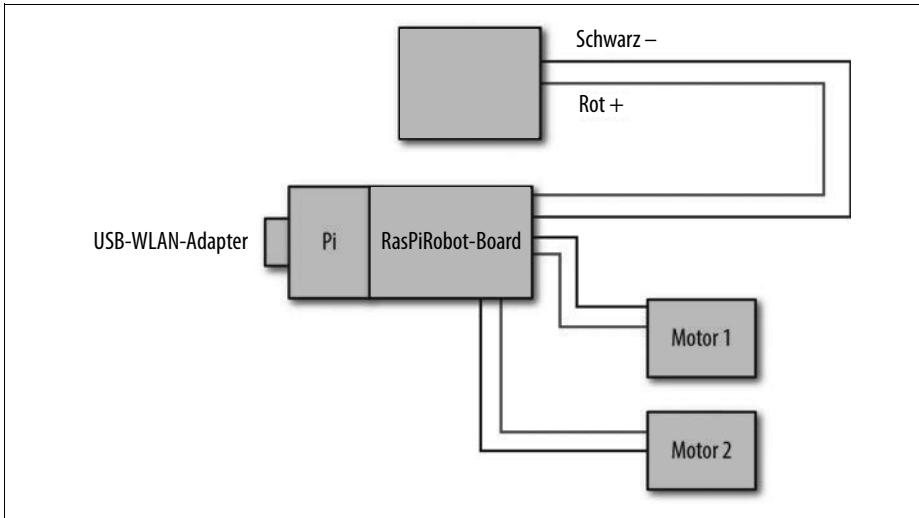 Schwarz –
Rot +
USB-WLAN-Adapter
Pi
RasPiRobot-Board
Motor 1
Motor 2